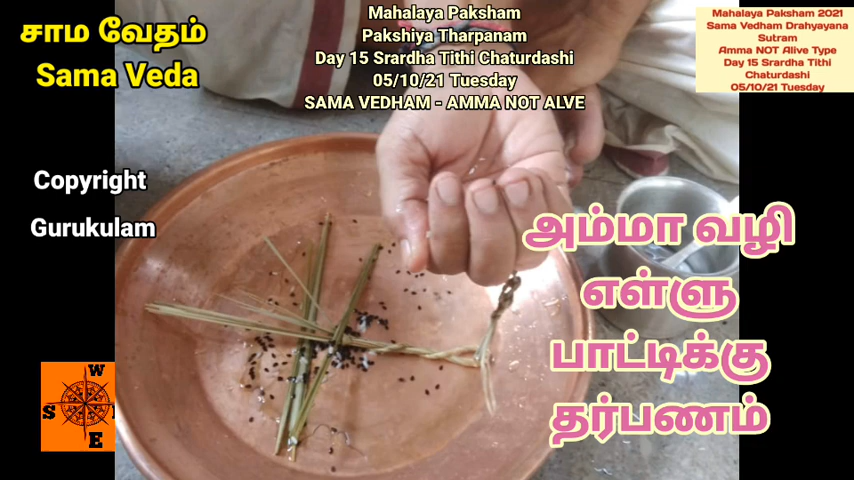 சாம வேதம்
Sama Veda
Mahalaya Paksham
Pakshiya Tharpanam
Day 15 Srardha Tithi Chaturdashi
05/10/21 Tuesday
SAMA VEDHAM - AMMA NOT ALVE
Mahalaya Paksham 2021
Sama Vedham Drahyayana
Sutram
Amma NOT Alive Type
Day 15 Srardha Tithi
Chaturdashi
05/10/21 Tuesday
Copyright
Gurukulam
அம்மா வழி
எள்ளு
பாட்டிக்கு
தர்பணம்
W
S
E